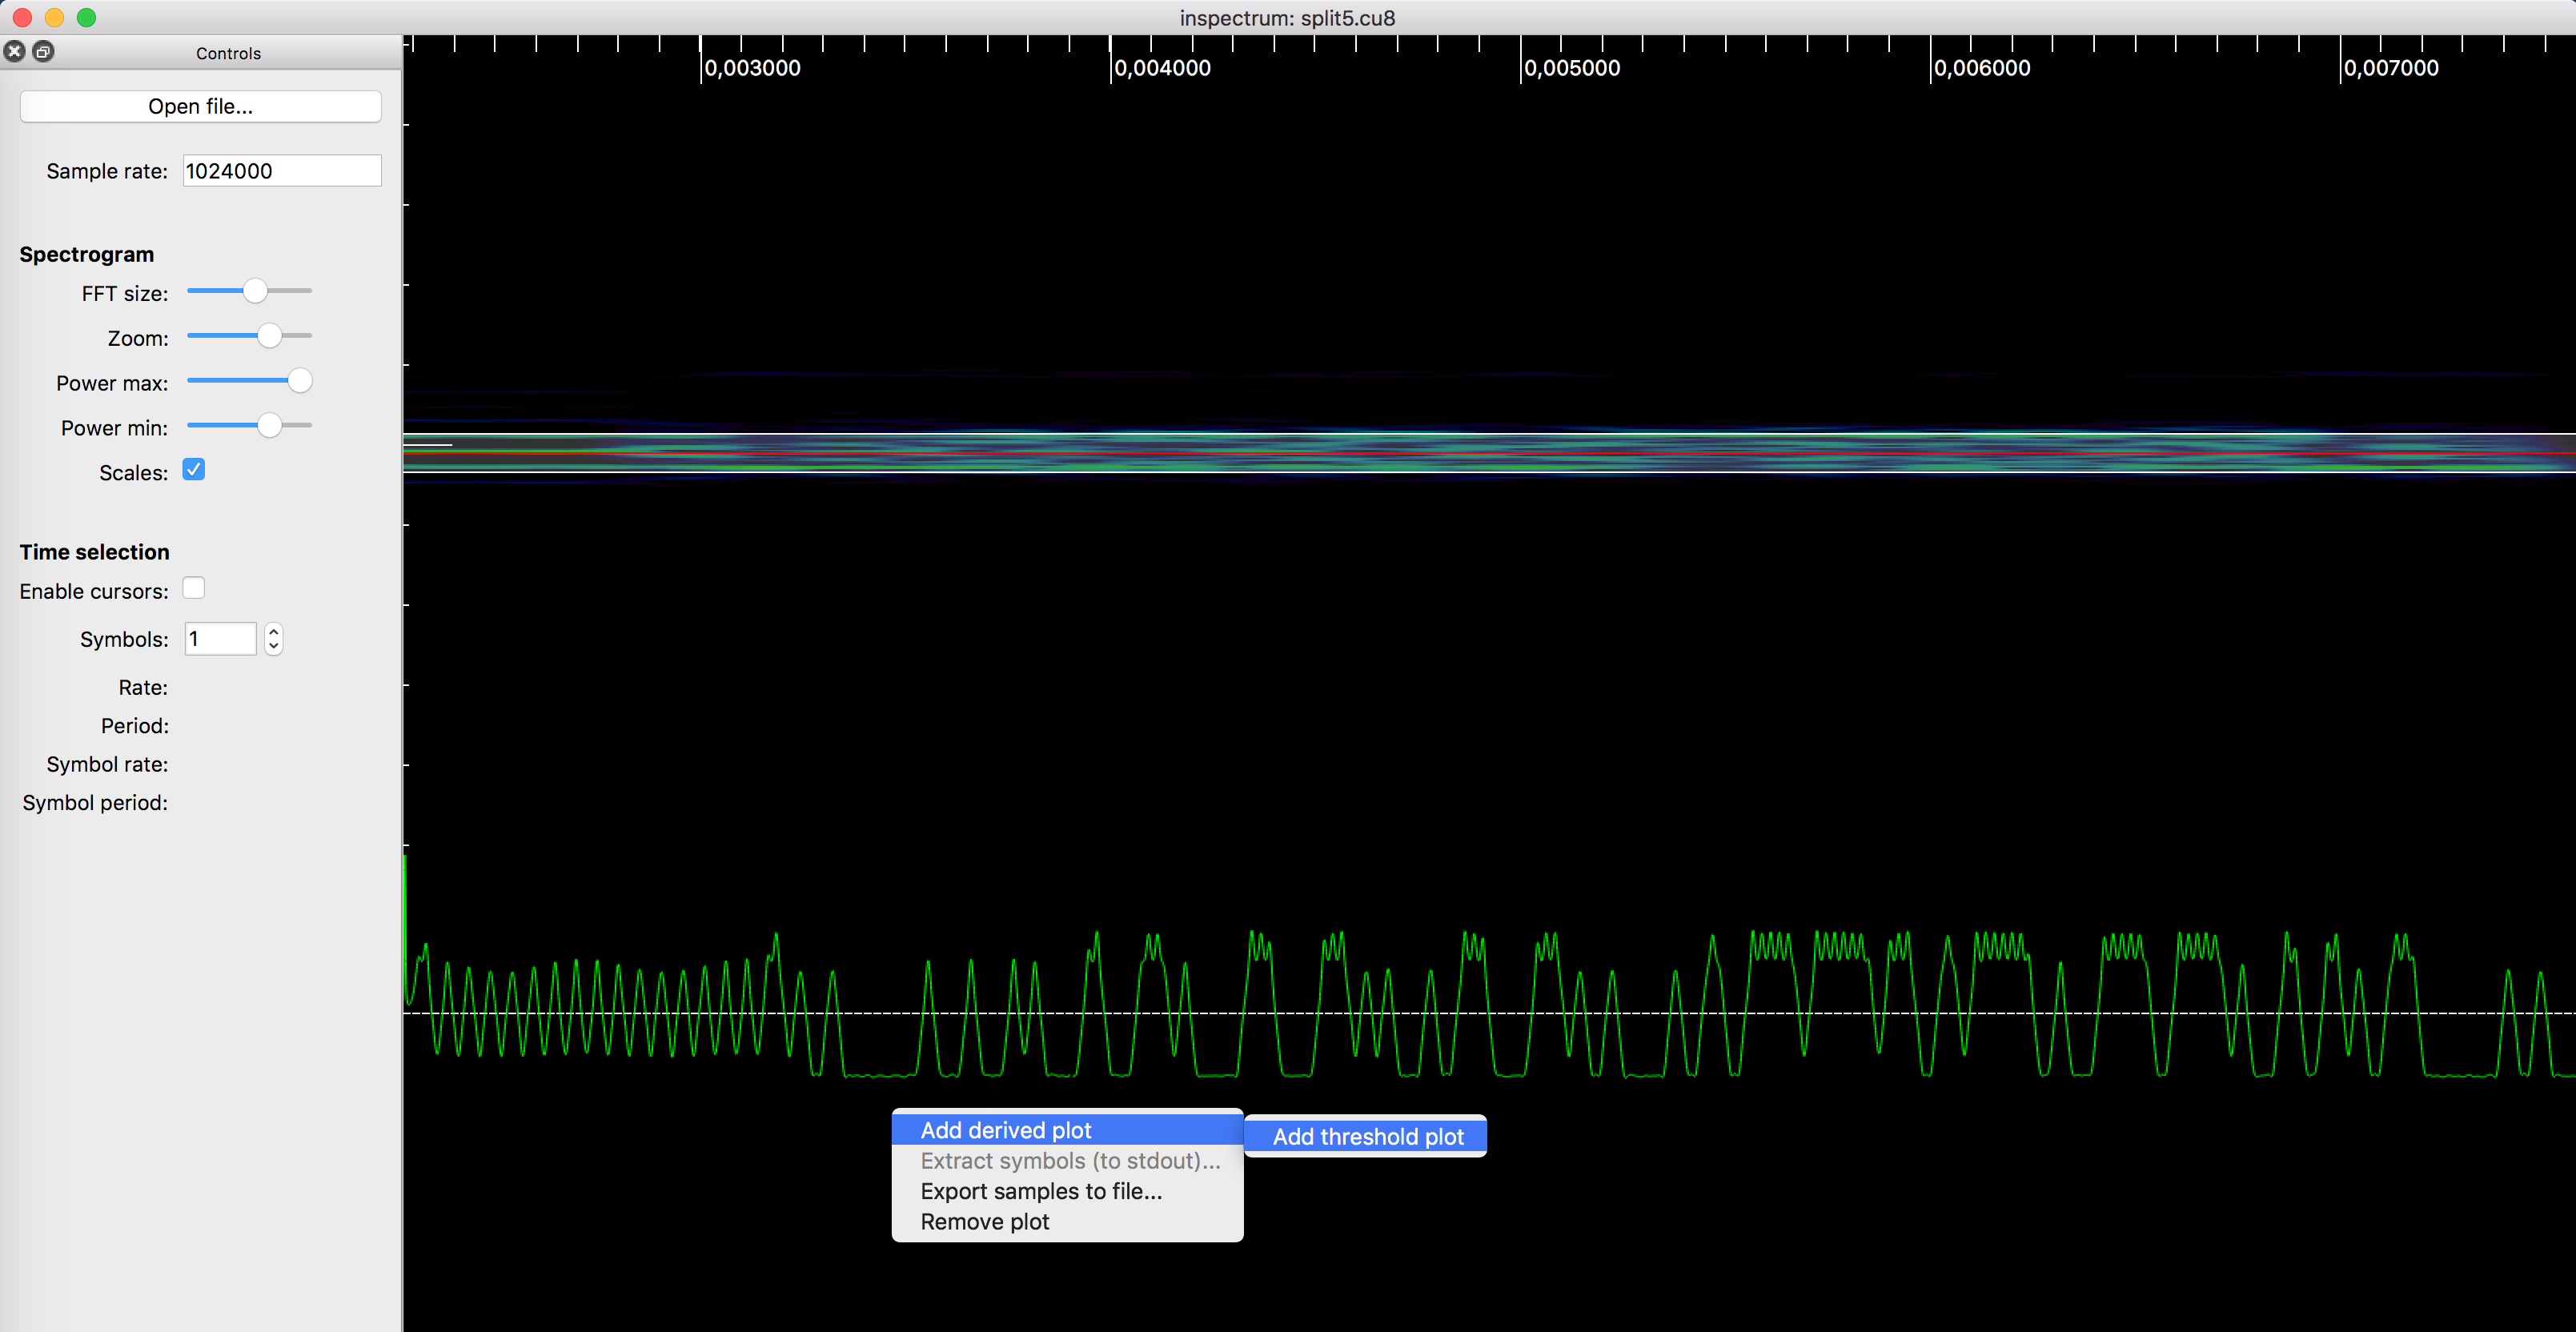 inspectrum: split5.cu8
Controls
Open file...
Sample rate: 1024000
Spectrogram
FFT size:
Zoom:
Power max:
Power min:
Scales:
Time selection
Enable cursors:
Symbols: 1
Rate:
Period:
Symbol rate:
Symbol period:
0,003000 0,004000 0,005000 0,006000 0,007000
Add derived plot
Extract symbols (to stdout)...
Export samples to file...
Remove plot
Add threshold plot